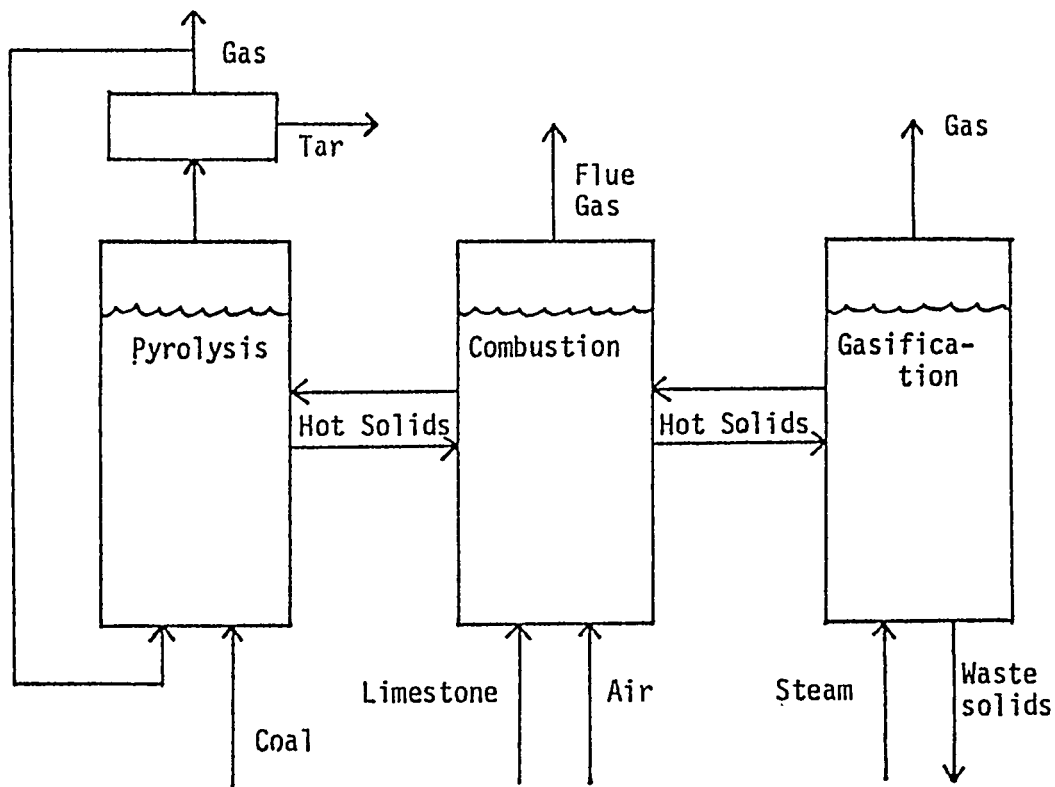 Gas
Tar
Flue
Gas
Gas
Pyrolysis
Combustion
Gasifica-
tion
Hot Solids
Hot Solids
Limestone
Air
Steam
Waste
solids
Coal